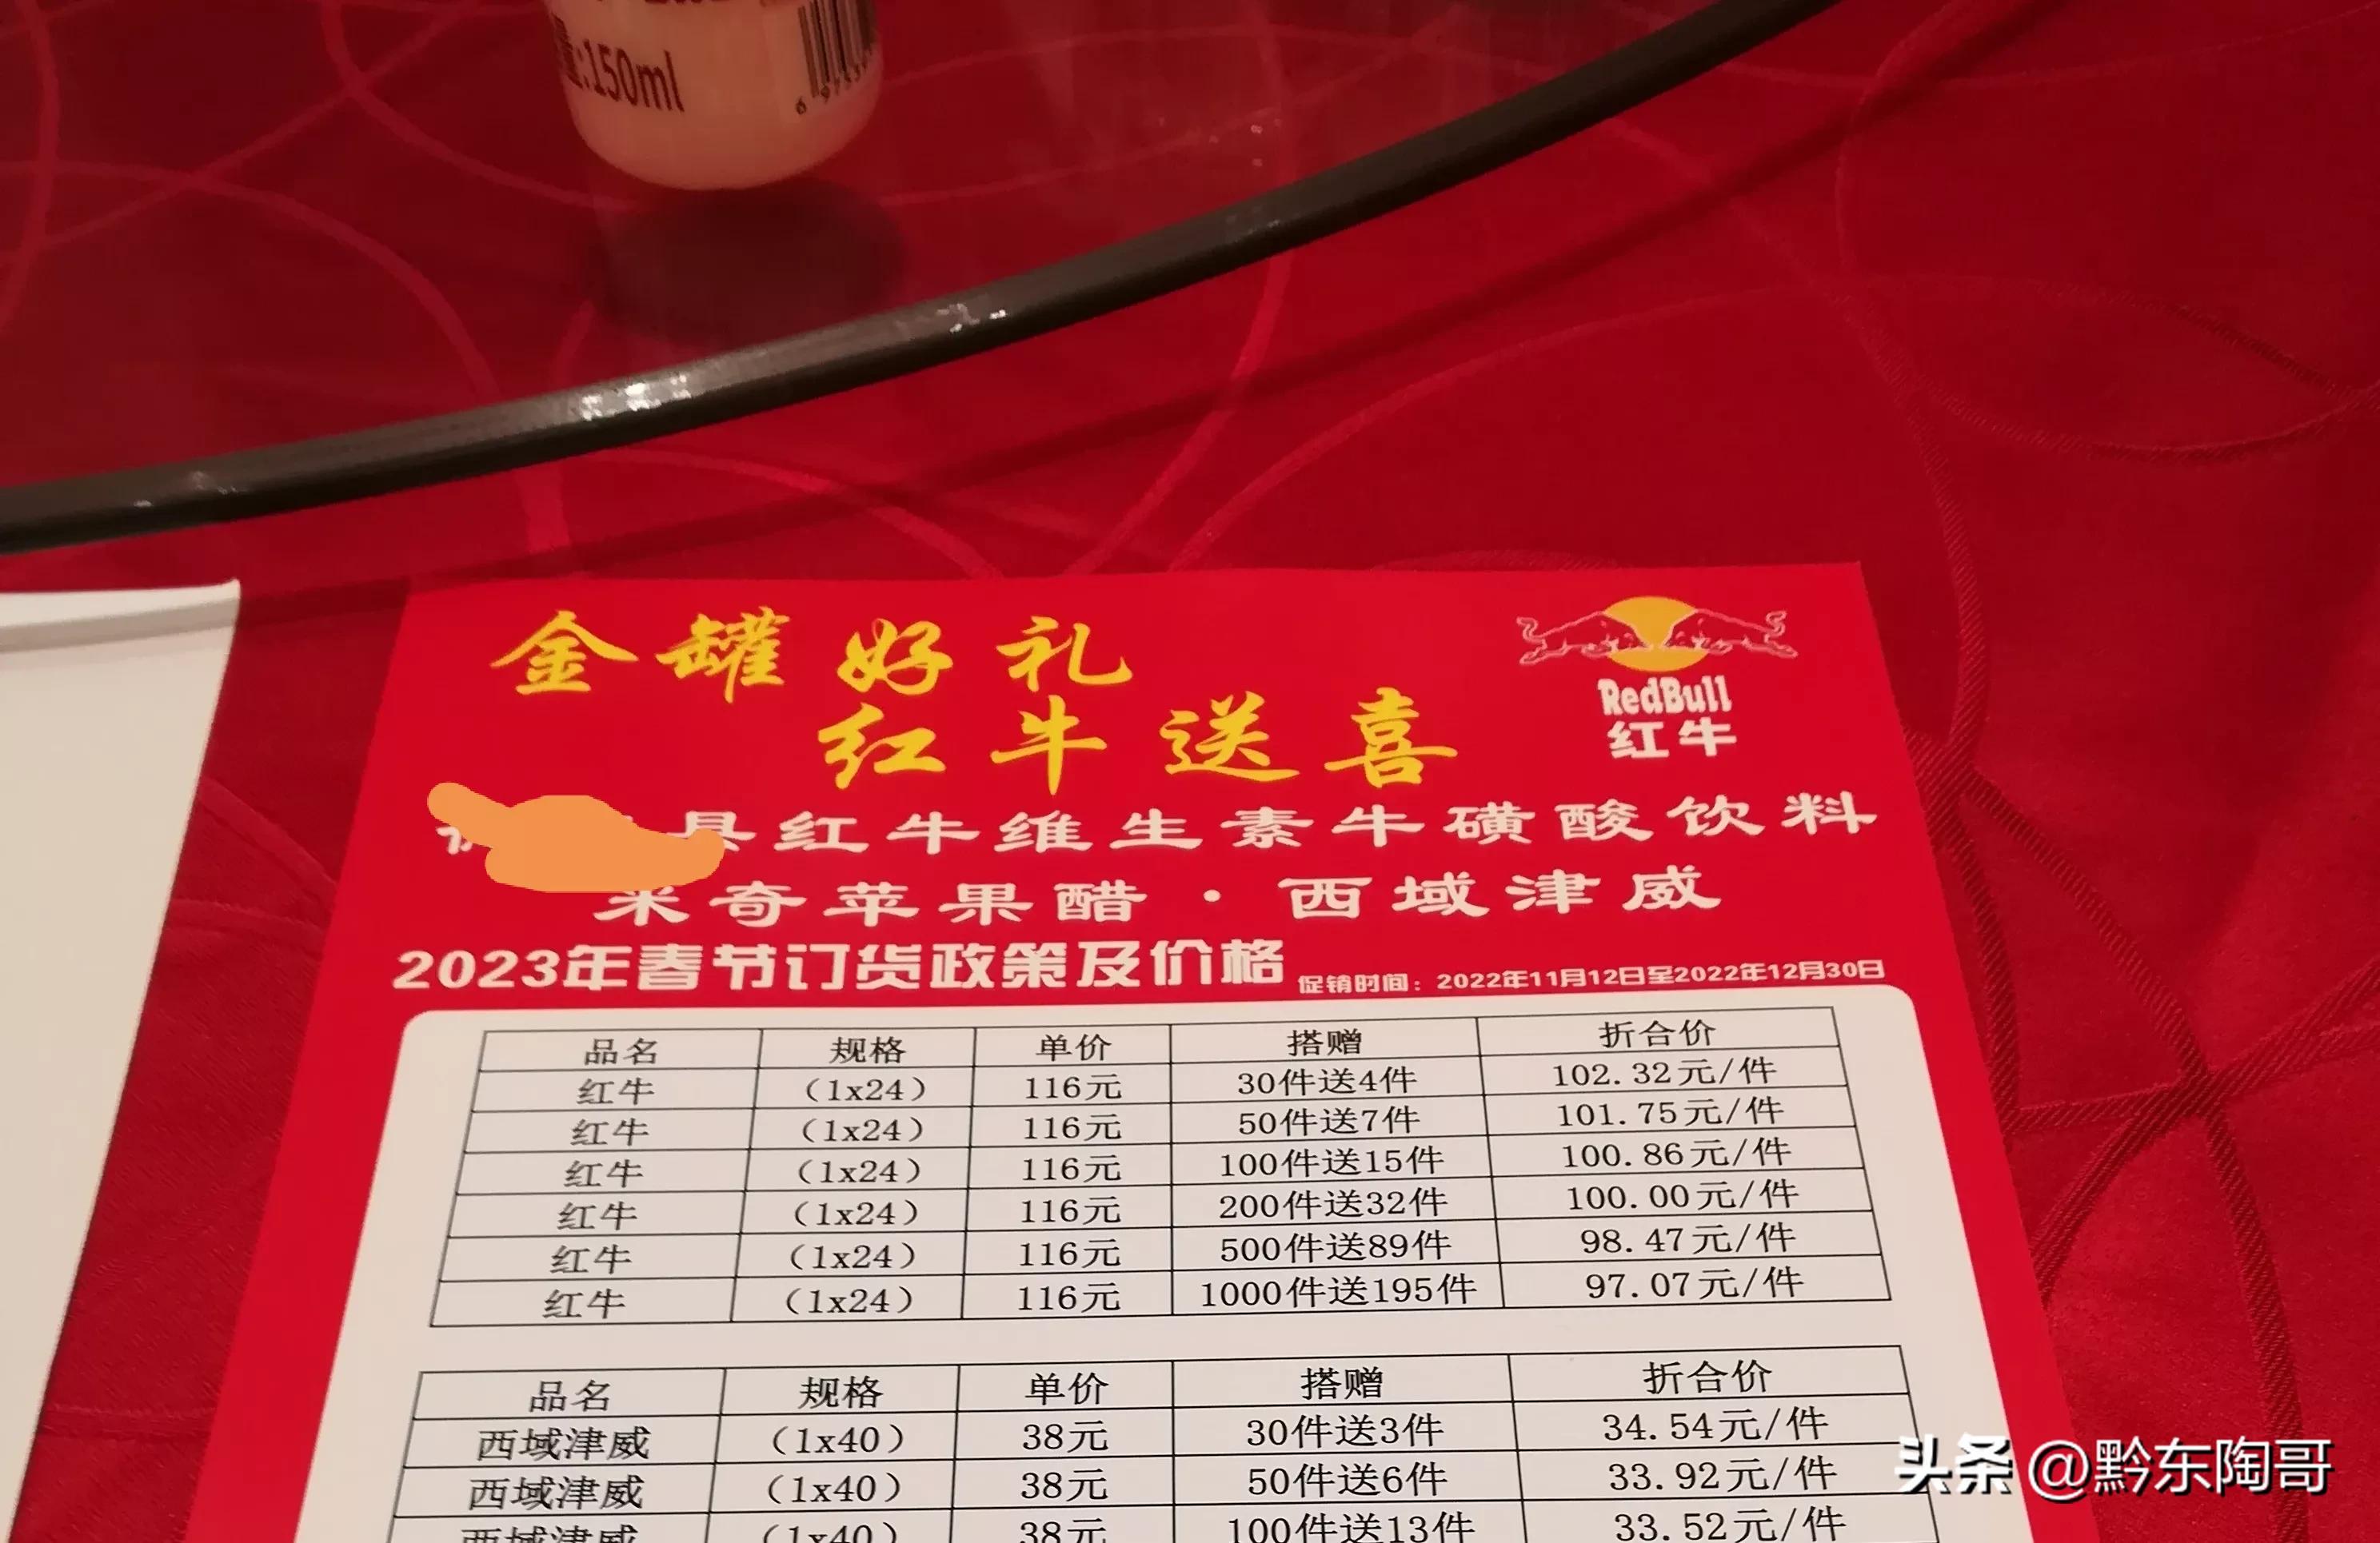 量:150ml
金罐好礼
红牛送喜
RedBull
红牛
县红牛维生素牛磺酸饮料
来奇苹果醋·西域津威
2023年春节订货政策及价格 促销时间：2022年11月12日至2022年12月30日
品名 规格 单价 搭赠 折合价
红牛 （1x24） 116元 30件送4件 102.32元/件
红牛 （1x24） 116元 50件送7件 101.75元/件
红牛 （1x24） 116元 100件送15件 100.86元/件
红牛 （1x24） 116元 200件送32件 100.00元/件
红牛 （1x24） 116元 500件送89件 98.47元/件
红牛 （1x24） 116元 1000件送195件 97.07元/件
品名 规格 单价 搭赠 折合价
西域津威 （1x40） 38元 30件送3件 34.54元/件
西域津威 （1x40） 38元 50件送6件 33.92元/件
西域津威 （1x40） 38元 100件送13件 33.52元/件
头条 @黔东陶哥